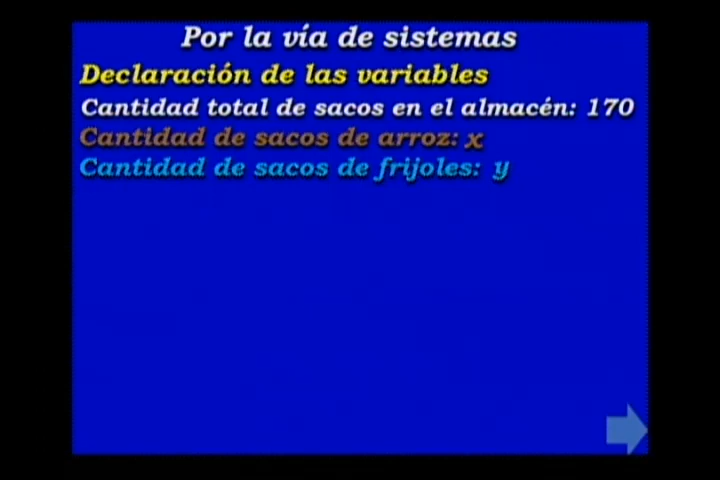 Por la vía de sistemas
Declaración de las variables
Cantidad total de sacos en el almacén: 170
Cantidad de sacos de arroz: x
Cantidad de sacos de frijoles: y